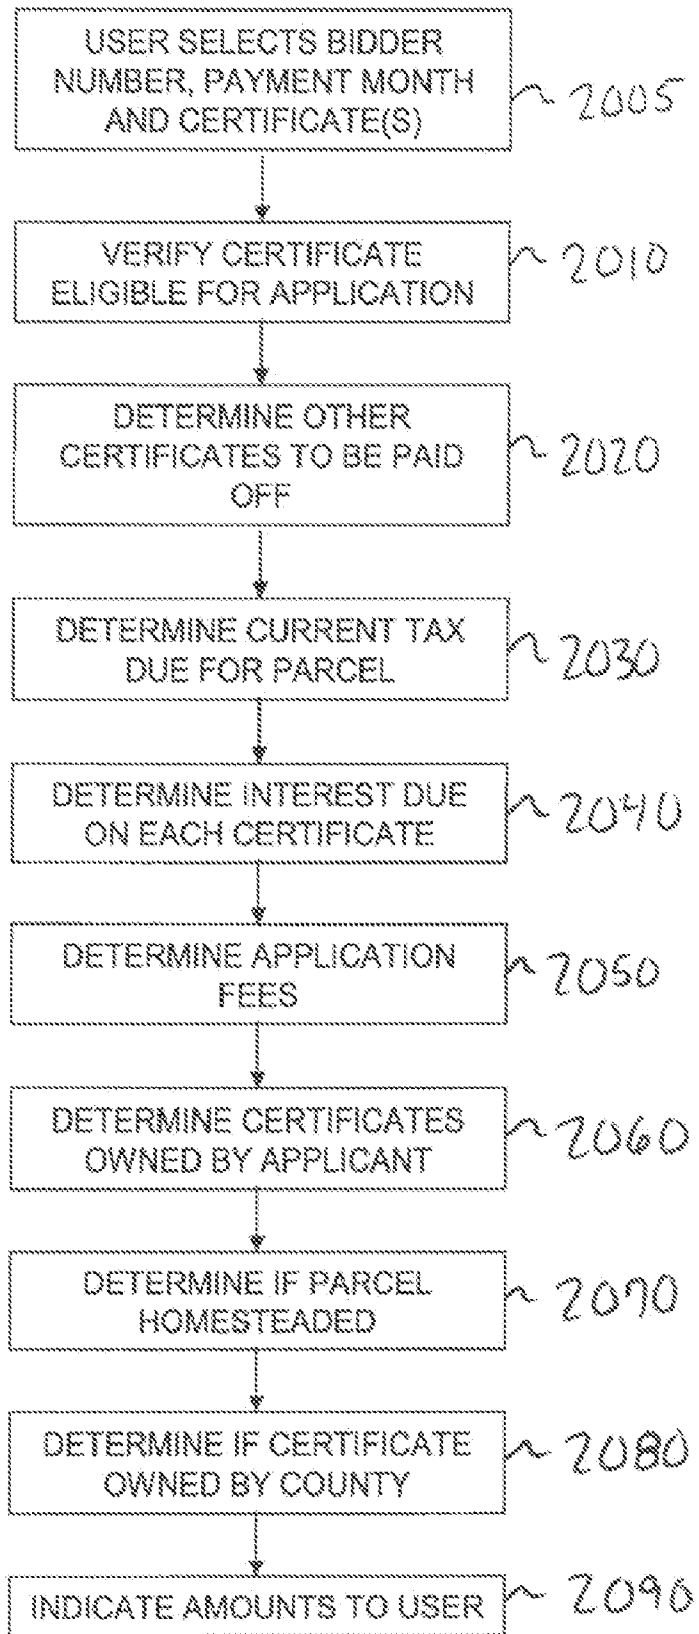 USER SELECTS BIDDER
NUMBER, PAYMENT MONTH
AND CERTIFICATE(S)
2005
VERIFY CERTIFICATE
ELIGIBLE FOR APPLICATION
2010
DETERMINE OTHER
CERTIFICATES TO BE PAID
OFF
2020
DETERMINE CURRENT TAX
DUE FOR PARCEL
2030
DETERMINE INTEREST DUE
ON EACH CERTIFICATE
2040
DETERMINE APPLICATION
FEES
2050
DETERMINE CERTIFICATES
OWNED BY APPLICANT
2060
DETERMINE IF PARCEL
HOMESTEADED
2070
DETERMINE IF CERTIFICATE
OWNED BY COUNTY
2080
INDICATE AMOUNTS TO USER
2090